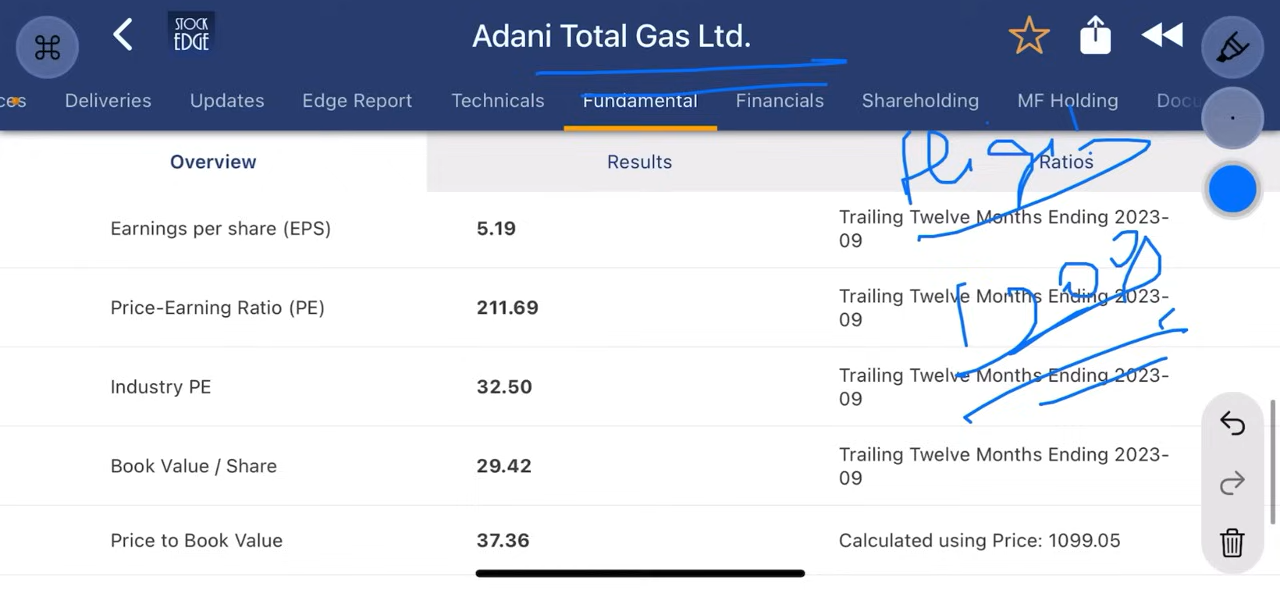 STOCK EDGE
Adani Total Gas Ltd.
Deliveries Updates Edge Report Technicals Fundamental Financials Shareholding MF Holding
Overview Results Ratios
Earnings per share (EPS) 5.19 Trailing Twelve Months Ending 2023-09
Price-Earning Ratio (PE) 211.69 Trailing Twelve Months Ending 2023-09
Industry PE 32.50 Trailing Twelve Months Ending 2023-09
Book Value / Share 29.42 Trailing Twelve Months Ending 2023-09
Price to Book Value 37.36 Calculated using Price: 1099.05